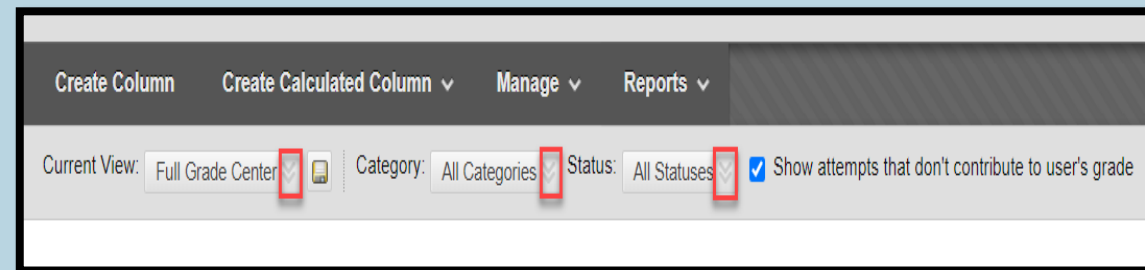 Create Column Create Calculated Column Manage Reports
Current View: Full Grade Center Category: All Categories Status: All Statuses Show attempts that don't contribute to user's grade